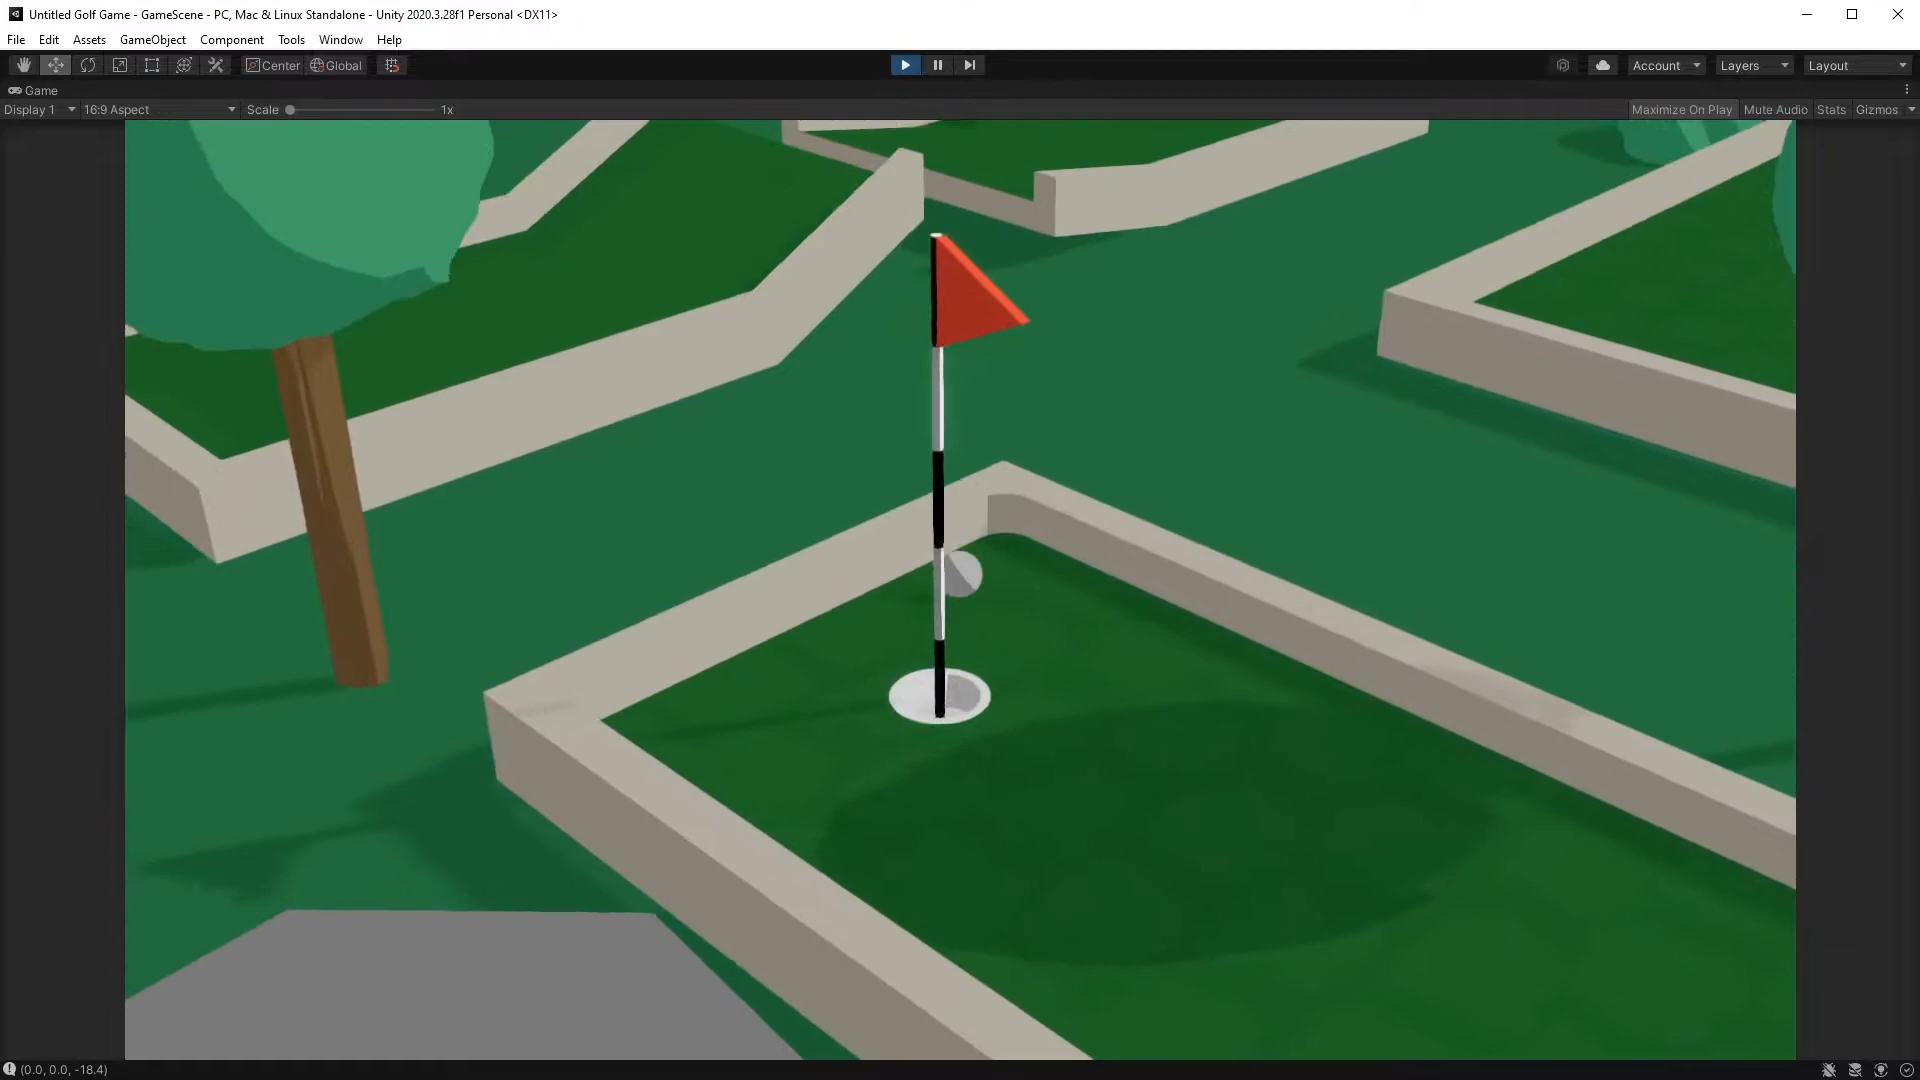 Untitled Golf Game - GameScene - PC, Mac & Linux Standalone - Unity 2020.3.28f1 Personal <DX11>
File Edit Assets GameObject Component Tools Window Help
Center Global Account Layers Layout
Game
Display 1 16:9 Aspect Scale 1x Maximize On Play Mute Audio Stats Gizmos
(0.0, 0.0, -18.4)